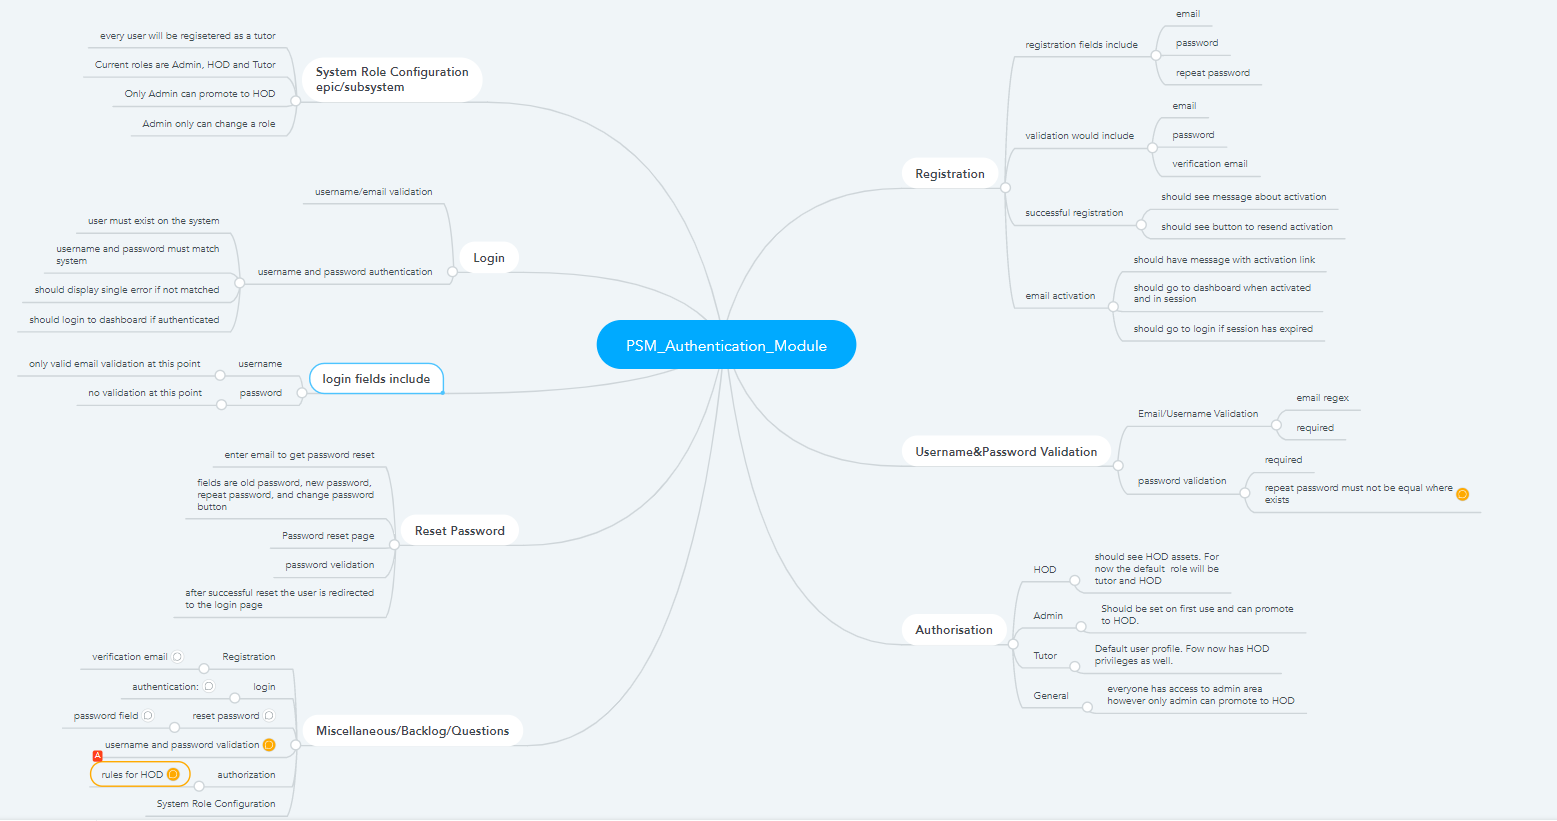 PSM_Authentication_Module
System Role Configuration
epic/subsystem
every user will be regisetered as a tutor
Current roles are Admin, HOD and Tutor
Only Admin can promote to HOD
Admin only can change a role
Login
username/email validation
username and password authentication
user must exist on the system
username and password must match
system
should display single error if not matched
should login to dashboard if authenticated
login fields include
username
only valid email validation at this point
password
no validation at this point
Reset Password
enter email to get password reset
fields are old password, new password,
repeat password, and change password
button
Password reset page
password velidation
after successful reset the user is redirected
to the login page
Miscellaneous/Backlog/Questions
Registration
verification email
login
authentication:
reset password
password field
username and password validation
authorization
A
rules for HOD
System Role Configuration
Registration
registration fields include
email
password
repeat password
validation would include
email
password
verification email
successful registration
should see message about activation
should see button to resend activation
email activation
should have message with activation link
should go to dashboard when activated
and in session
should go to login if session has expired
Username&Password Validation
Email/Username Validation
email regex
required
password validation
required
repeat password must not be equal where
exists
Authorisation
HOD
should see HOD assets. For
now the default role will be
tutor and HOD
Admin
Should be set on first use and can promote
to HOD.
Tutor
Default user profile. Fow now has HOD
privileges as well.
General
everyone has access to admin area
however only admin can promote to HOD